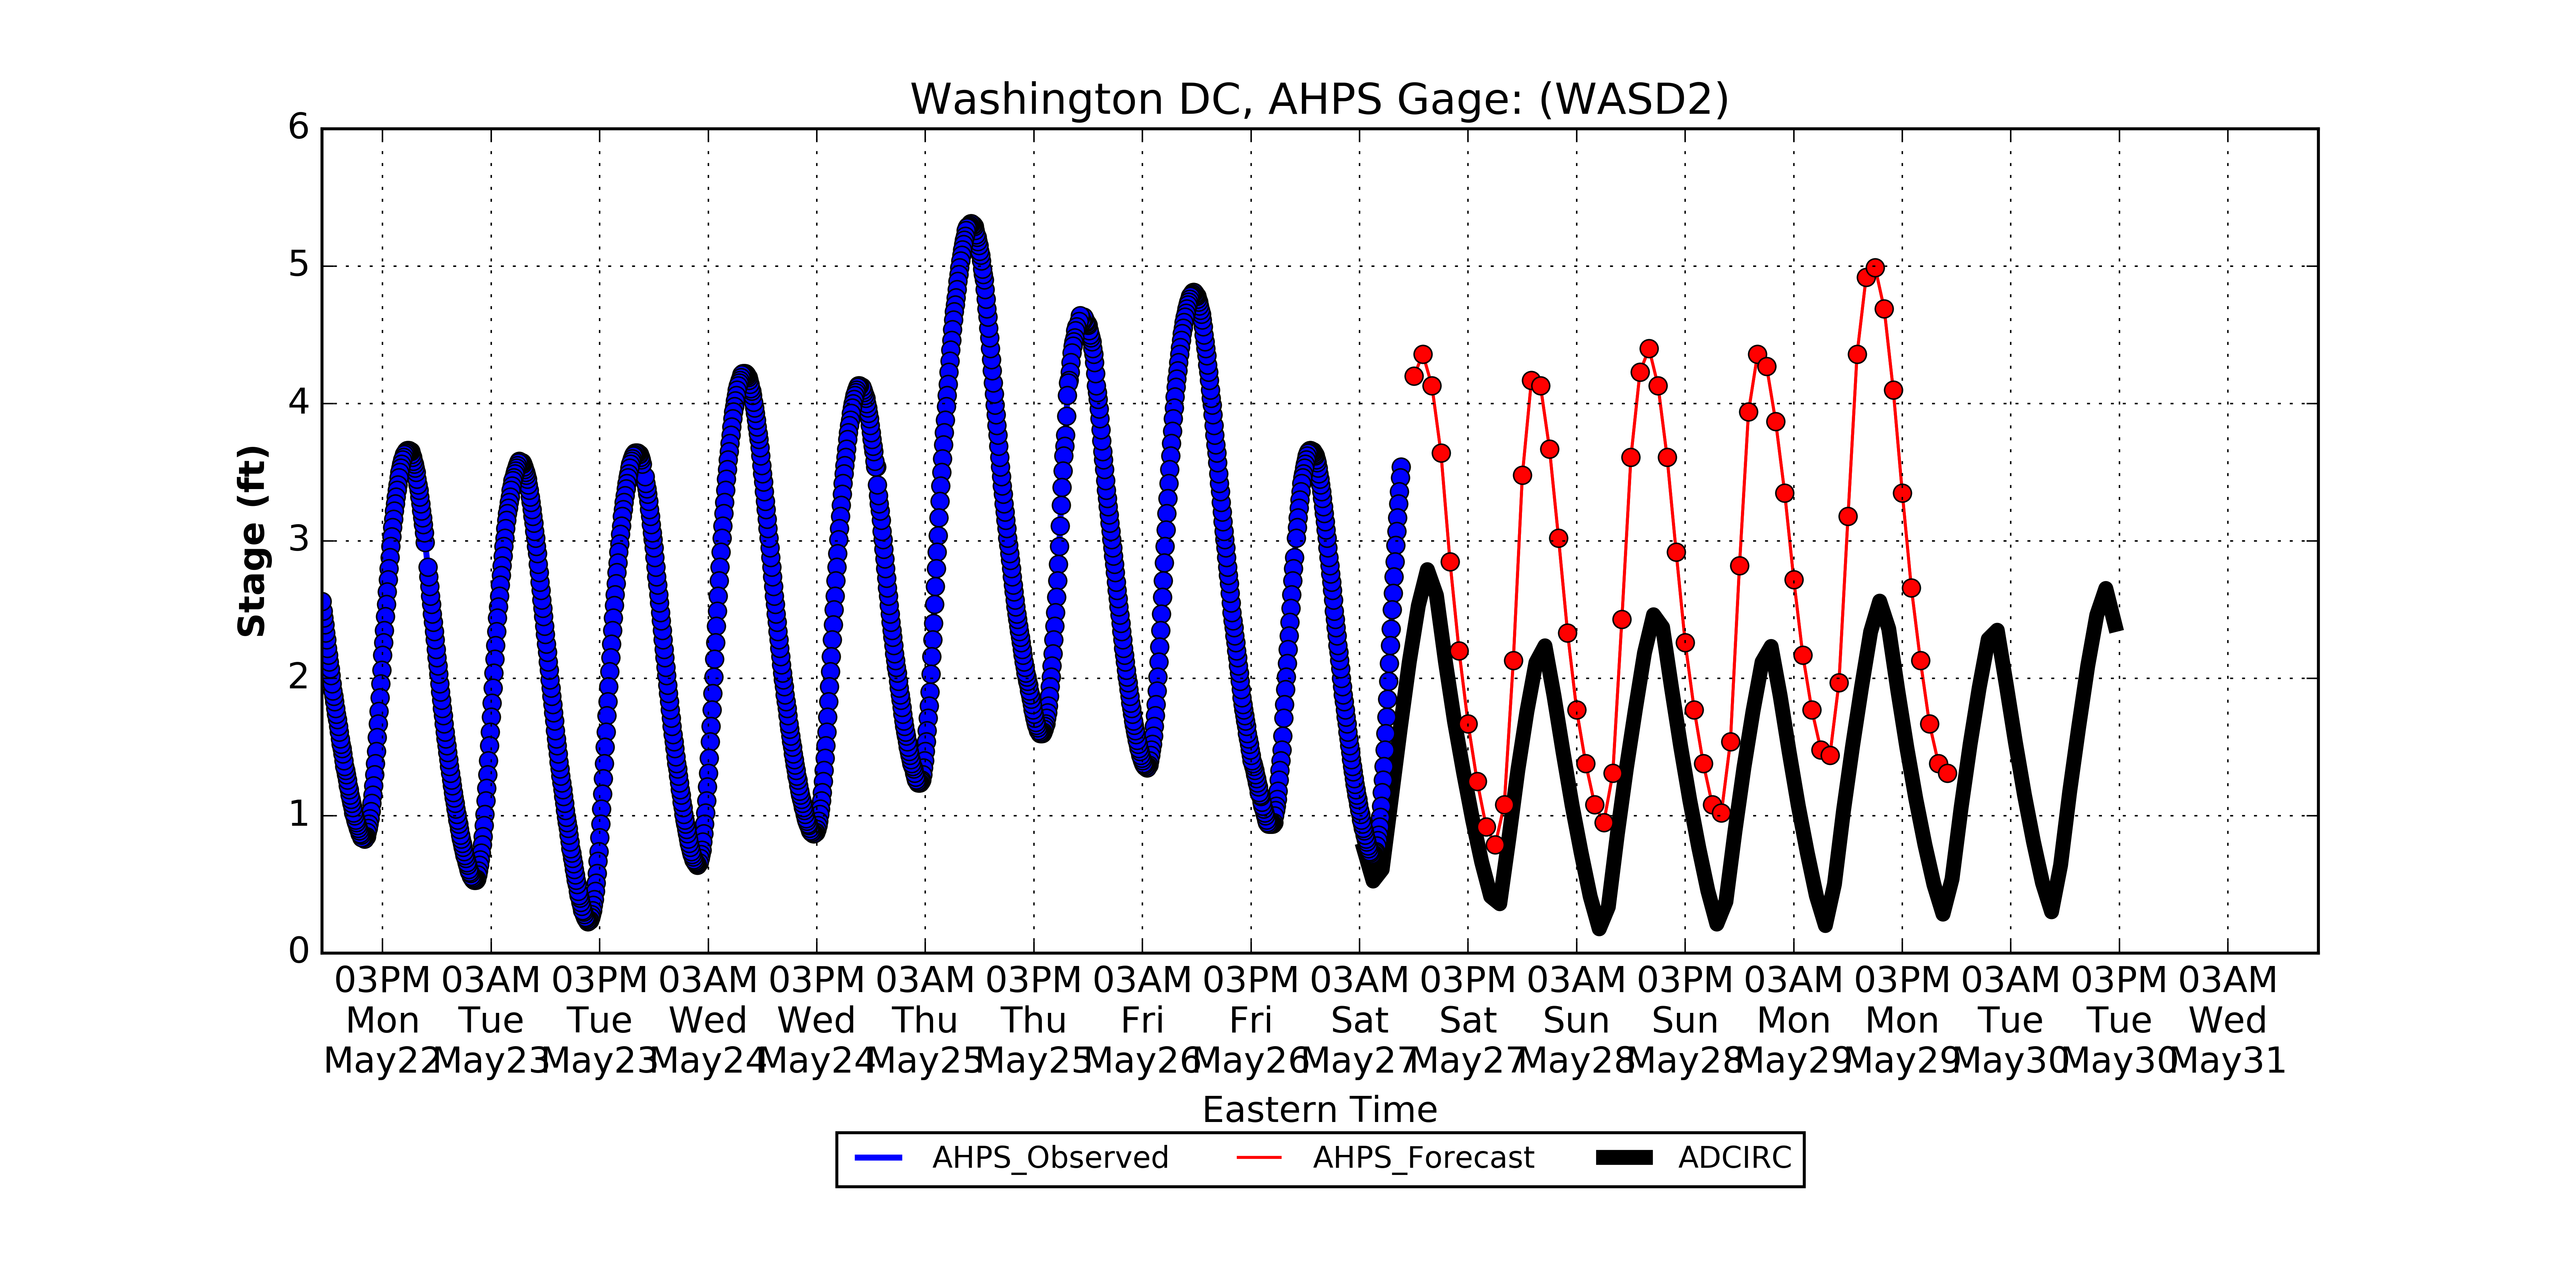 Washington DC, AHPS Gage: (WASD2)
6
5
4
3
2
1
0
Stage (ft)
03PM 03AM 03PM 03AM 03PM 03AM 03PM 03AM 03PM 03AM 03PM 03AM 03PM 03AM 03PM 03AM 03PM 03AM
Mon Tue Tue Wed Wed Thu Thu Fri Fri Sat Sat Sun Sun Mon Mon Tue Tue Wed
May22 May23 May23 May24 May24 May25 May25 May26 May26 May27 May27 May28 May28 May29 May29 May30 May30 May31
Eastern Time
AHPS_Observed AHPS_Forecast ADCIRC